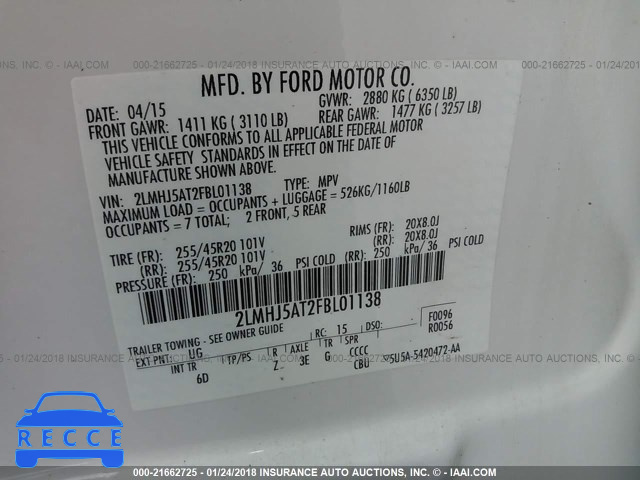 000-21662725 - 01/24/2018 INSURANCE AUTO AUCTIONS - © - IAAI.COM
MFD. BY FORD MOTOR CO.
DATE: 04/15 GVWR: 2880 KG ( 6350 LB)
FRONT GAWR: 1411 KG ( 3110 LB) REAR GAWR: 1477 KG ( 3257 LB)
THIS VEHICLE CONFORMS TO ALL APPLICABLE FEDERAL MOTOR
VEHICLE SAFETY STANDARDS IN EFFECT ON THE DATE OF
MANUFACTURE SHOWN ABOVE.
VIN: 2LMHJ5AT2FBL01138 TYPE: MPV
MAXIMUM LOAD = OCCUPANTS + LUGGAGE = 526KG/1160LB
OCCUPANTS = 7 TOTAL; 2 FRONT, 5 REAR
TIRE (FR): 255/45R20 101V RIMS (FR): 20X8.0J
(RR): 255/45R20 101V (RR): 20X8.0J
PRESSURE (FR): 250 kPa/ 36 PSI COLD (RR): 250 kPa/ 36 PSI COLD
2LMHJ5AT2FBL01138
TRAILER TOWING - SEE OWNER GUIDE RC: 15 DSO: F0096
R0056
EXT PNT: UG TP/PS R AXLE TR SPR
INT TR 6D Z 3E G CCCC
CBU 5U5A-5420472-AA
RECCE
000-21662725 - 01/24/2018 INSURANCE AUTO AUCTIONS - © - IAAI.COM